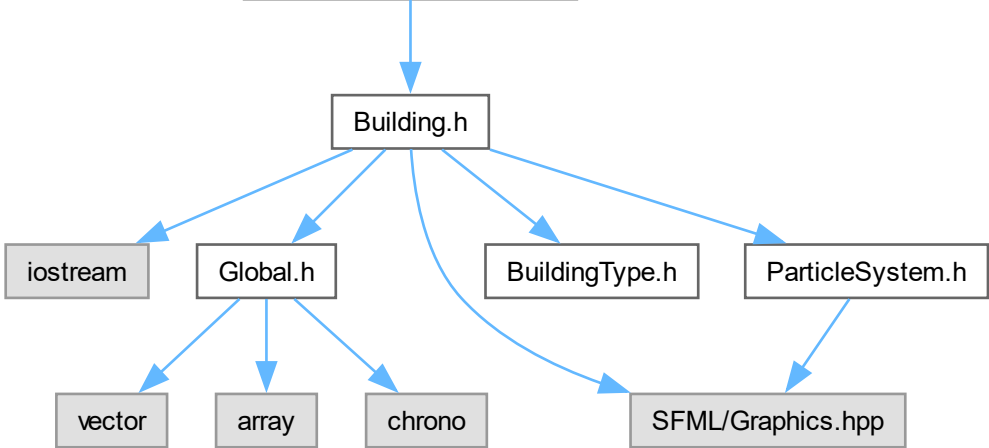 Building.h
iostream
Global.h
BuildingType.h
ParticleSystem.h
vector
array
chrono
SFML/Graphics.hpp